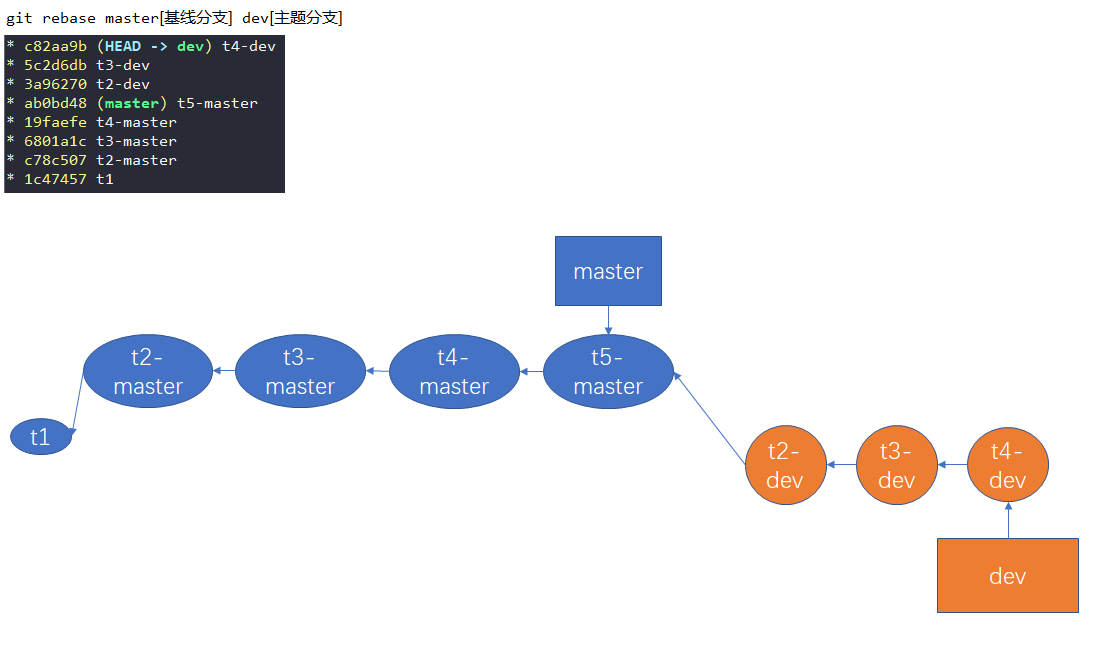 git rebase master[基线分支] dev[主题分支]
* c82aa9b (HEAD -> dev) t4-dev
* 5c2d6db t3-dev
* 3a96270 t2-dev
* ab0bd48 (master) t5-master
* 19faefe t4-master
* 6801a1c t3-master
* c78c507 t2-master
* 1c47457 t1
master
t2-
master
t3-
master
t4-
master
t5-
master
t1
t2-
dev
t3-
dev
t4-
dev
dev